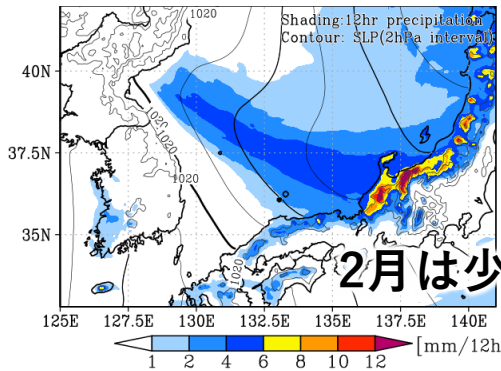 1020
Shading:12hr precipitation
Contour: SLP(2hPa interval)
40N
1020
1020
37.5N
1020
35N
1020
2月は少
125E 127.5E 130E 132.5E 135E 137.5E 140E
1 2 4 6 8 10 12 [mm/12h